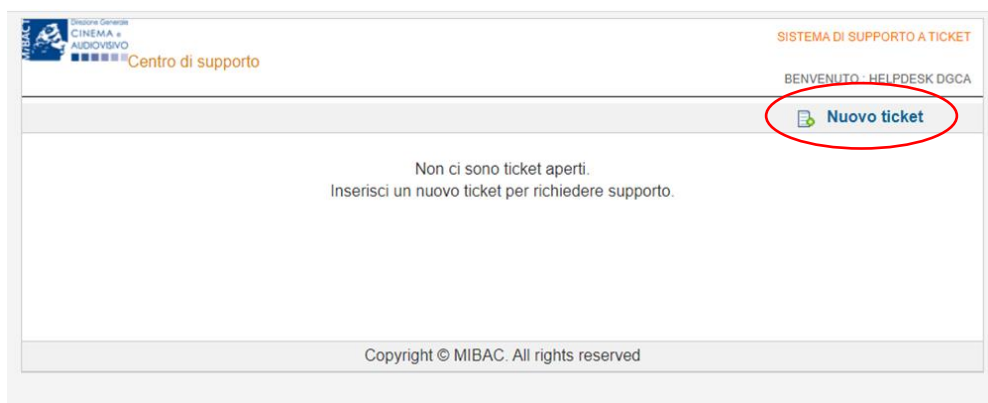 MiBACT
Direzione Generale
CINEMA e
AUDIOVISIVO
Centro di supporto
SISTEMA DI SUPPORTO A TICKET
BENVENUTO : HELPDESK DGCA
Nuovo ticket
Non ci sono ticket aperti.
Inserisci un nuovo ticket per richiedere supporto.
Copyright © MIBAC. All rights reserved